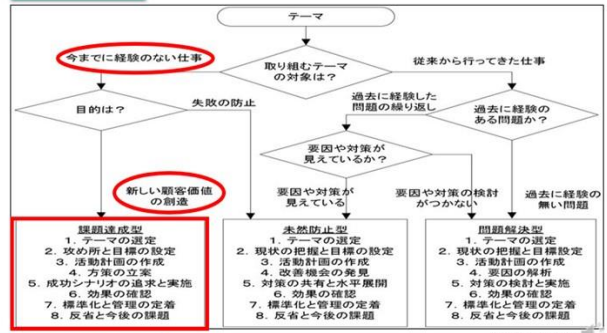 テーマ
今までに経験のない仕事
取り組むテーマ
の対象は?
従来から行ってきた仕事
目的は?
失敗の防止
過去に経験した
問題の繰り返し
過去に経験の
ある問題か?
要因や対策が
見えているか?
新しい顧客価値
の創造
要因や対策が
見えている
要因や対策の検討
がつかない
過去に経験の
無い問題
課題達成型
1. テーマの選定
2. 攻め所と目標の設定
3. 活動計画の作成
4. 方策の立案
5. 成功シナリオの追求と実施
6. 効果の確認
7. 標準化と管理の定着
8. 反省と今後の課題
未然防止型
1. テーマの選定
2. 現状の把握と目標の設定
3. 活動計画の作成
4. 改善機会の発見
5. 対策の共有と水平展開
6. 効果の確認
7. 標準化と管理の定着
8. 反省と今後の課題
問題解決型
1. テーマの選定
2. 現状の把握と目標設定
3. 活動計画の作成
4. 要因の解析
5. 対策の検討と実施
6. 効果の確認
7. 標準化と管理の定着
8. 反省と今後の課題